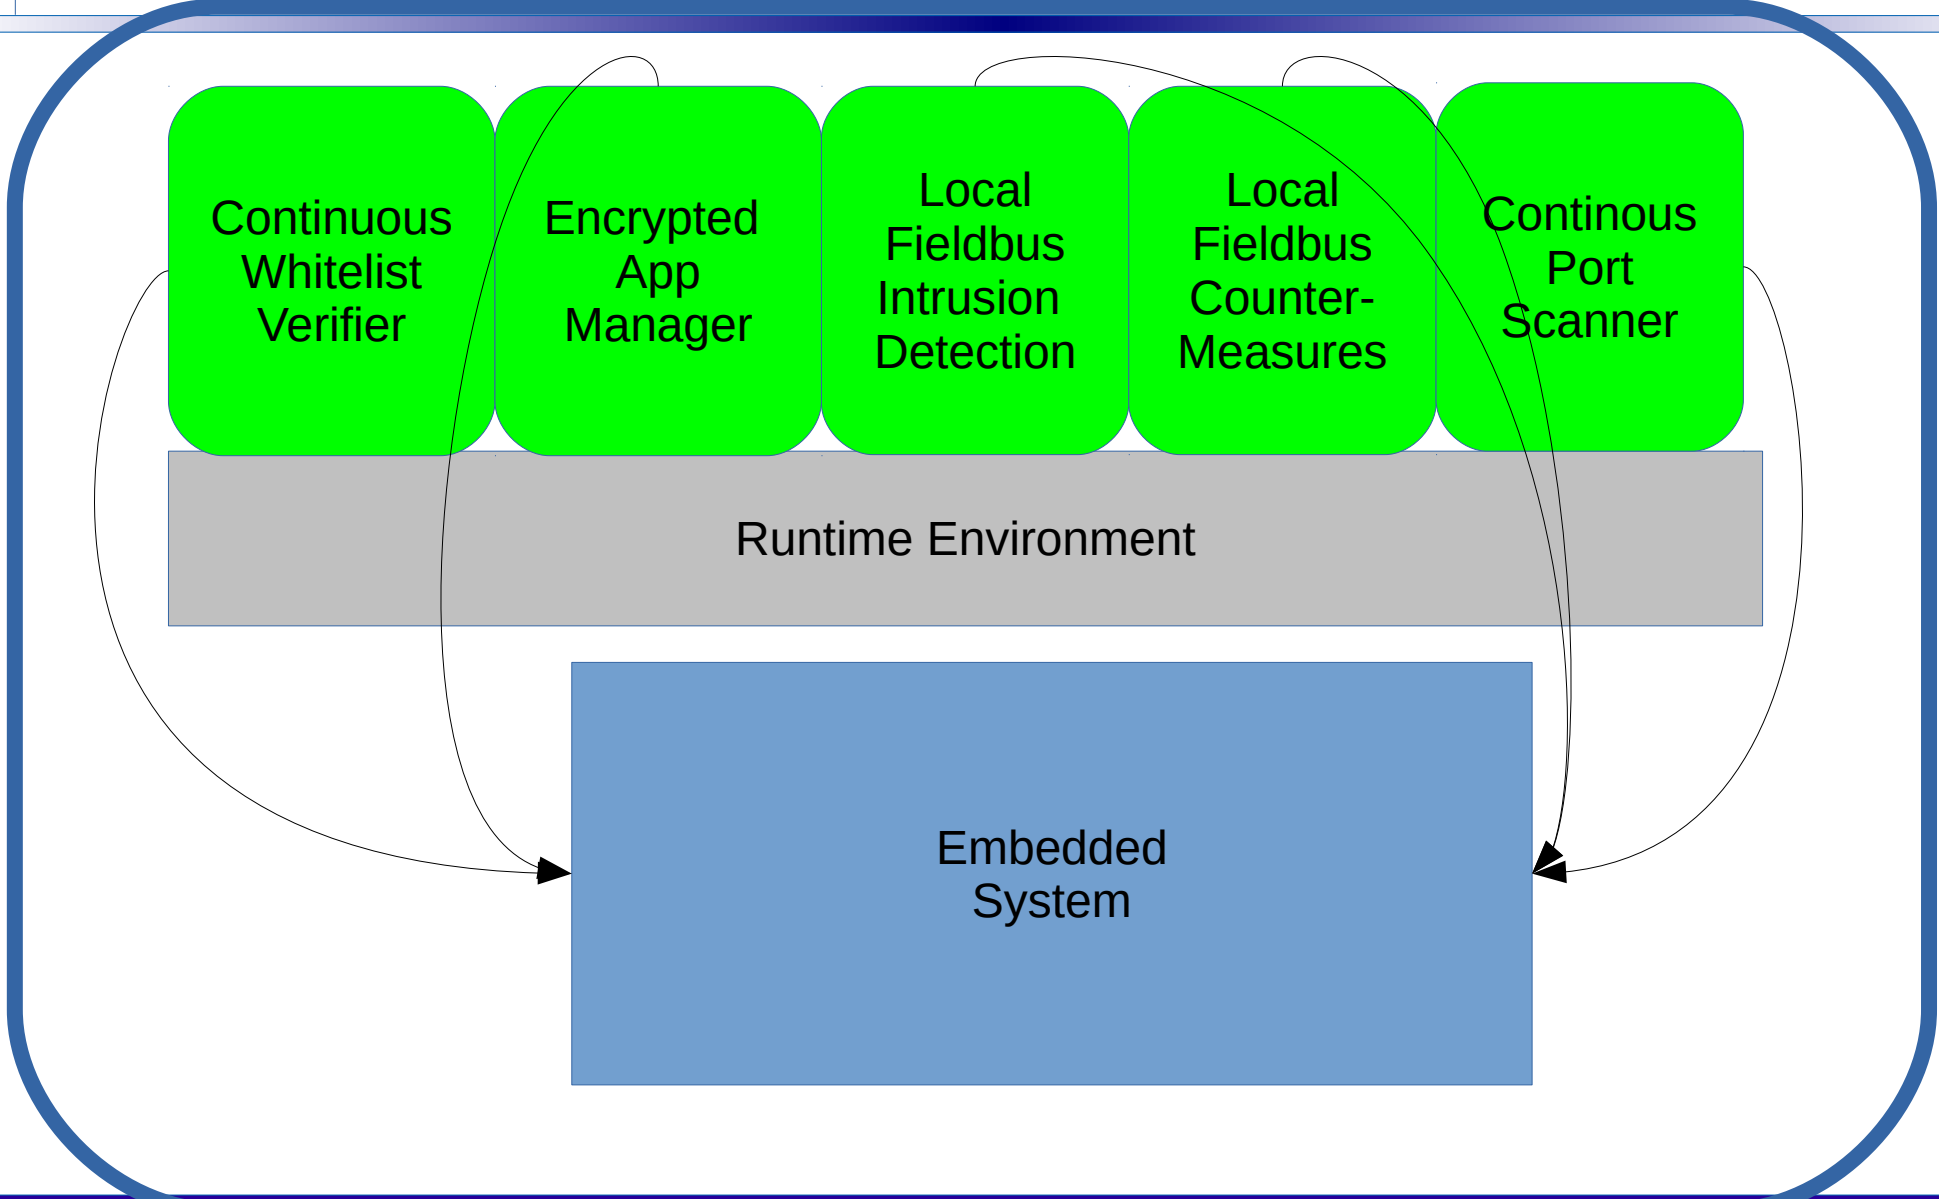 Continuous
Whitelist
Verifier
Encrypted
App
Manager
Local
Fieldbus
Intrusion
Detection
Local
Fieldbus
Counter-
Measures
Continous
Port
Scanner
Runtime Environment
Embedded
System